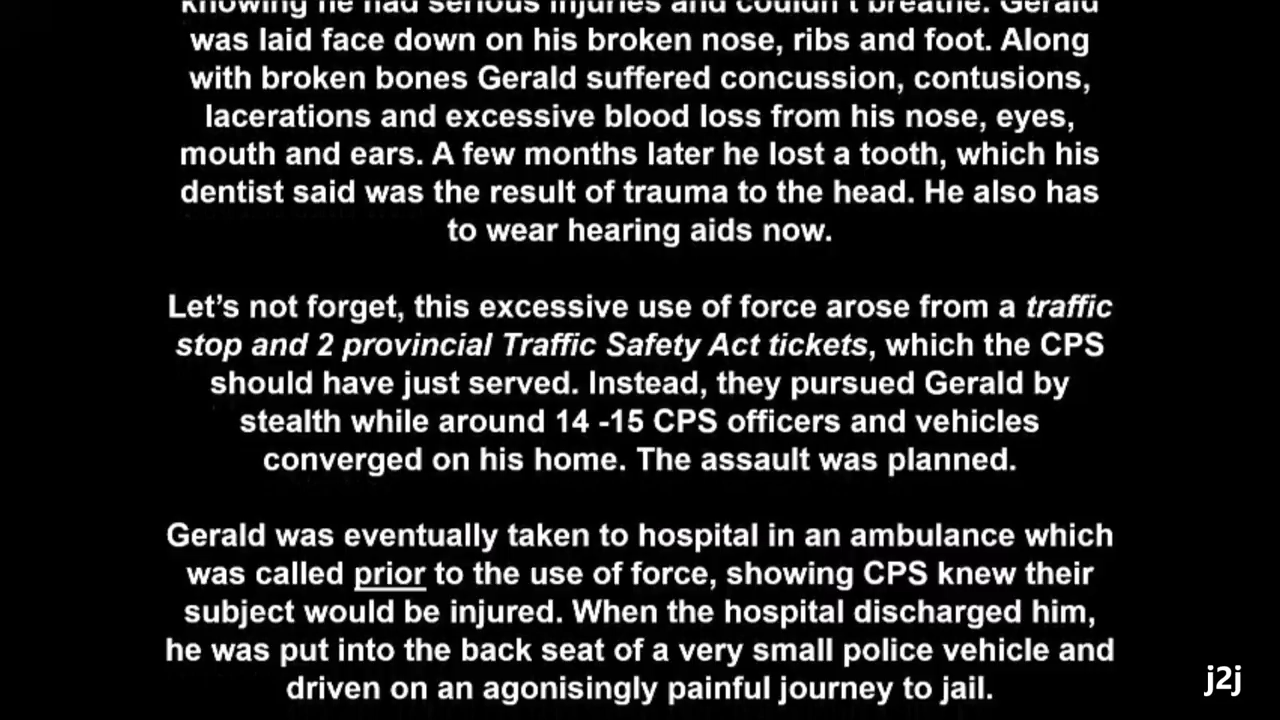 knowing he had serious injuries and couldn't breathe. Gerald
was laid face down on his broken nose, ribs and foot. Along
with broken bones Gerald suffered concussion, contusions,
lacerations and excessive blood loss from his nose, eyes,
mouth and ears. A few months later he lost a tooth, which his
dentist said was the result of trauma to the head. He also has
to wear hearing aids now.
Let’s not forget, this excessive use of force arose from a traffic
stop and 2 provincial Traffic Safety Act tickets, which the CPS
should have just served. Instead, they pursued Gerald by
stealth while around 14 -15 CPS officers and vehicles
converged on his home. The assault was planned.
Gerald was eventually taken to hospital in an ambulance which
was called prior to the use of force, showing CPS knew their
subject would be injured. When the hospital discharged him,
he was put into the back seat of a very small police vehicle and
driven on an agonisingly painful journey to jail.
j2j